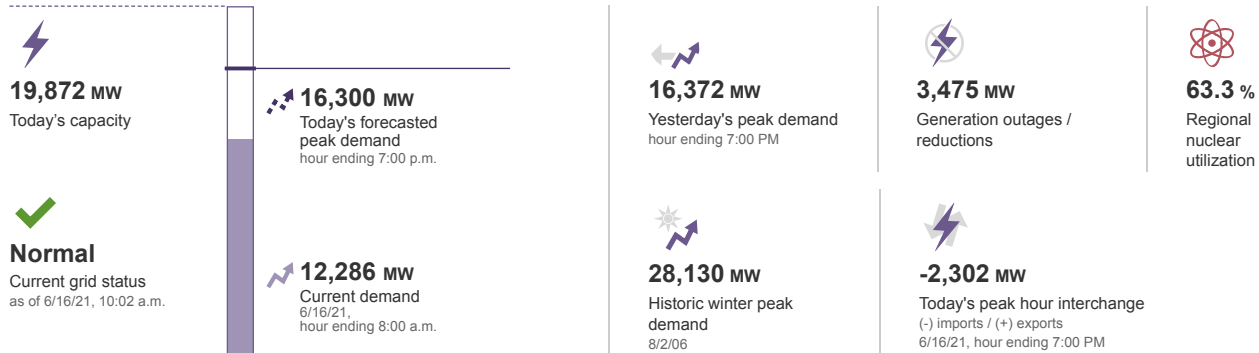 19,872 MW
Today's capacity
Normal
Current grid status
as of 6/16/21, 10:02 a.m.
16,300 MW
Today's forecasted
peak demand
hour ending 7:00 p.m.
12,286 MW
Current demand
6/16/21,
hour ending 8:00 a.m.
16,372 MW
Yesterday's peak demand
hour ending 7:00 PM
3,475 MW
Generation outages /
reductions
63.3 %
Regional
nuclear
utilization
28,130 MW
Historic winter peak
demand
8/2/06
-2,302 MW
Today's peak hour interchange
(-) imports / (+) exports
6/16/21, hour ending 7:00 PM